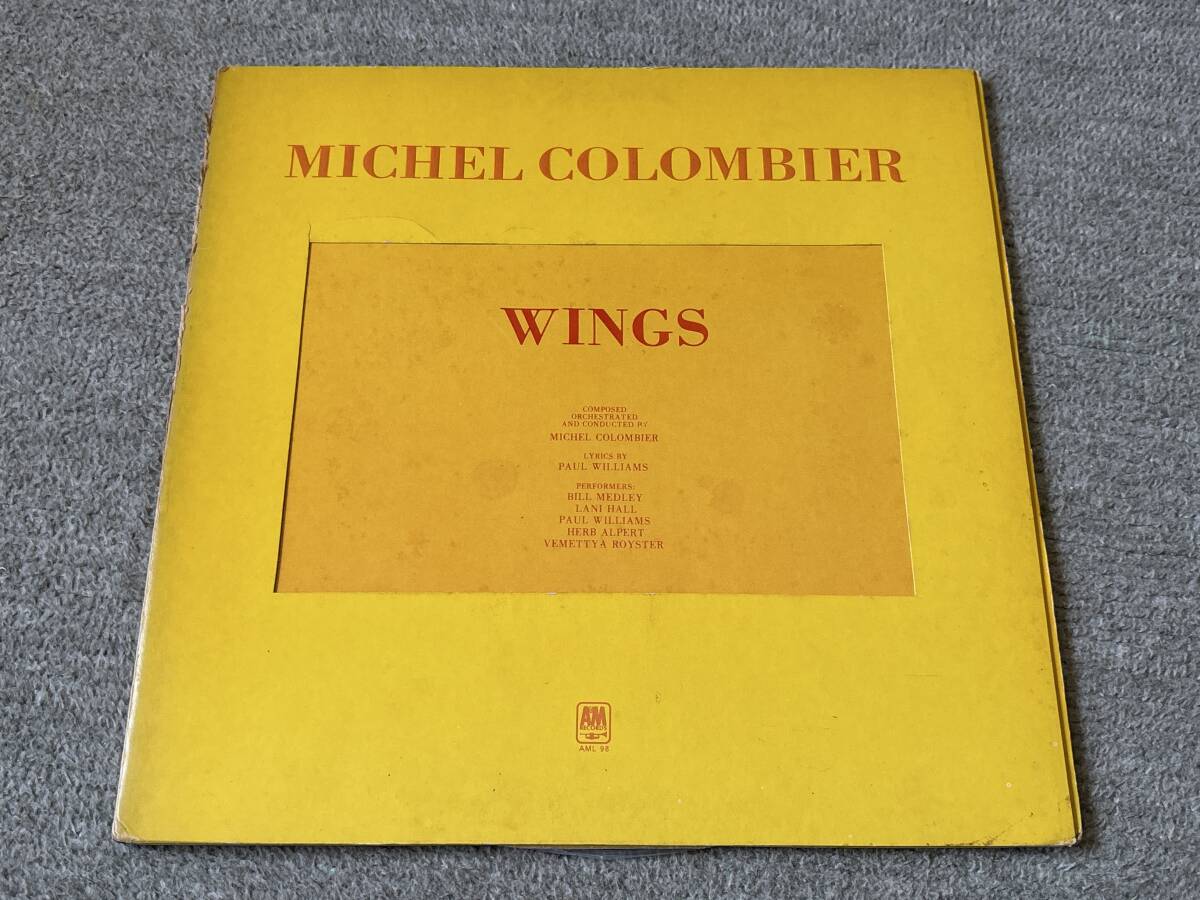 MICHEL COLOMBIER
WINGS
COMPOSED
ORCHESTRATED
AND CONDUCTED BY
MICHEL COLOMBIER
LYRICS BY
PAUL WILLIAMS
PERFORMERS:
BILL MEDLEY
LANI HALL
PAUL WILLIAMS
HERB ALPERT
VEMETTYA ROYSTER
A&M
RECORDS
AML 98